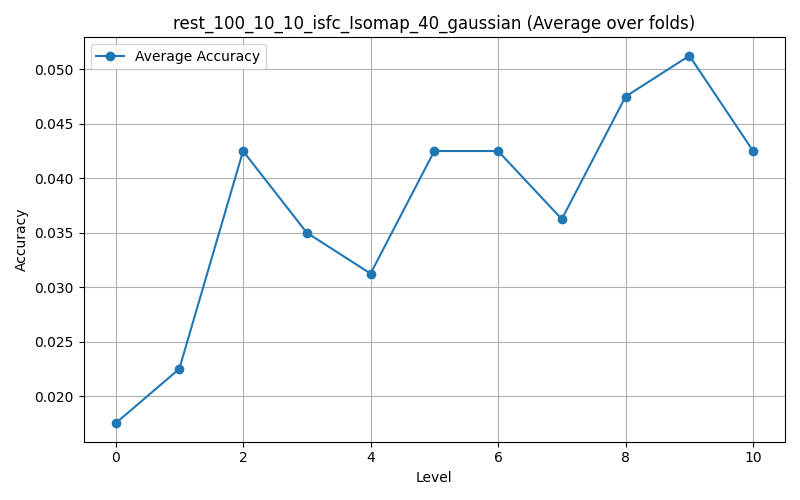 rest_100_10_10_isfc_Isomap_40_gaussian (Average over folds)
Average Accuracy
0.050
0.045
0.040
0.035
0.030
0.025
0.020
Accuracy
0 2 4 6 8 10
Level